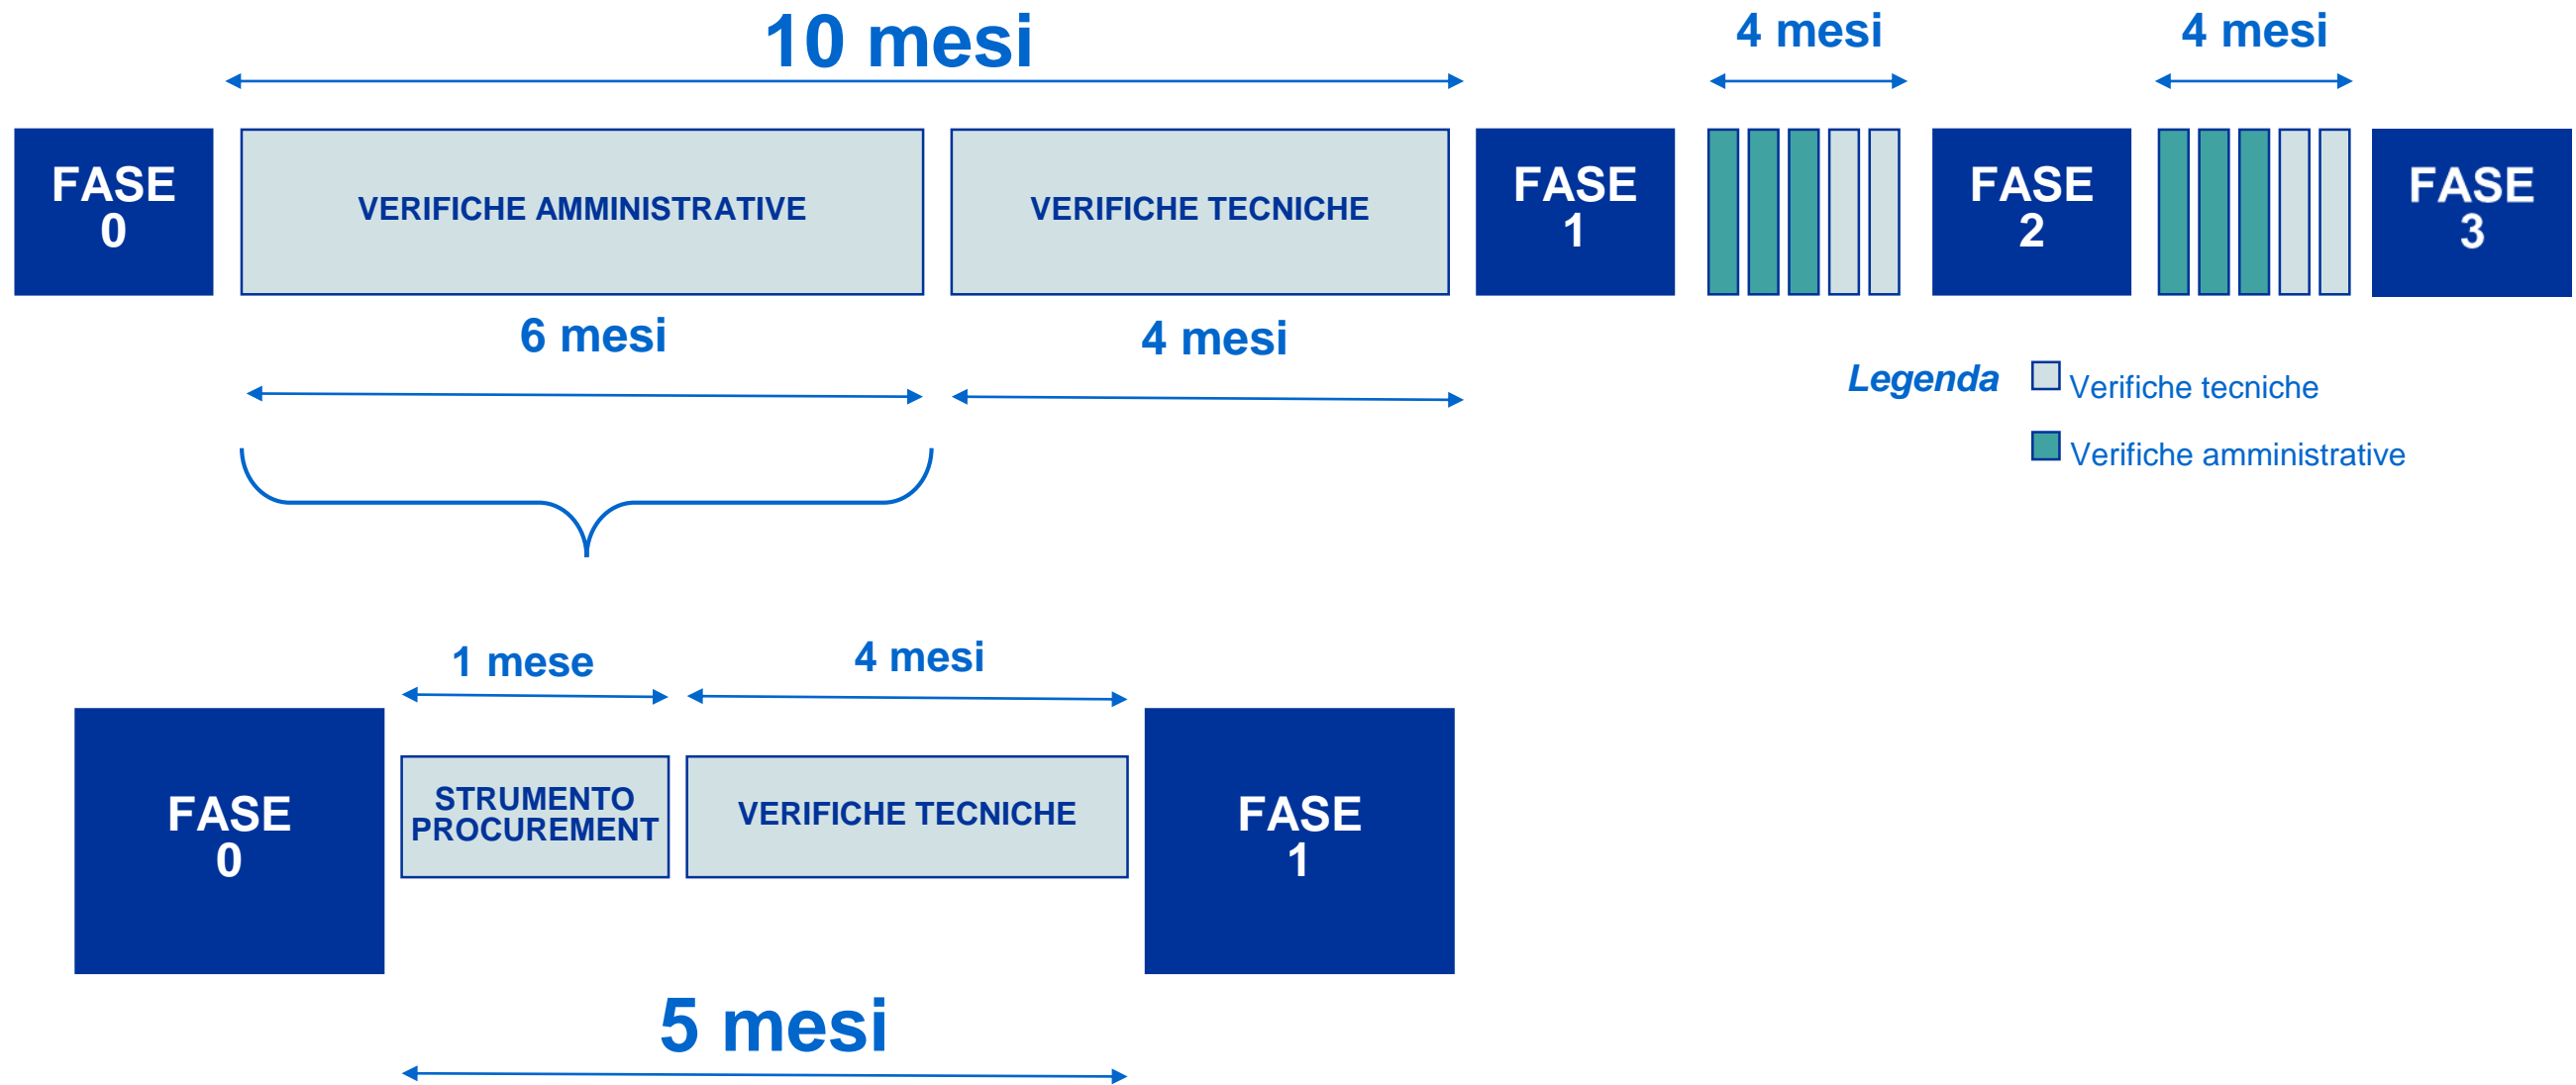 10 mesi
4 mesi
4 mesi
FASE
0
VERIFICHE AMMINISTRATIVE
VERIFICHE TECNICHE
FASE
1
FASE
2
FASE
3
6 mesi
4 mesi
Legenda
Verifiche tecniche
Verifiche amministrative
1 mese
4 mesi
FASE
0
STRUMENTO
PROCUREMENT
VERIFICHE TECNICHE
FASE
1
5 mesi